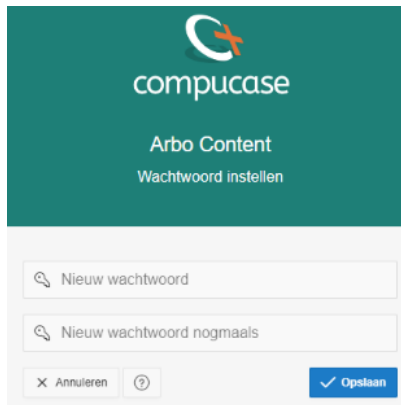 compucase
Arbo Content
Wachtwoord instellen
Nieuw wachtwoord
Nieuw wachtwoord nogmaals
Annuleren
?
Opslaan